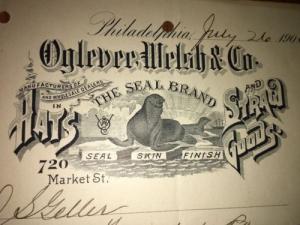 Philadelphia, July 26 190
Oglevee, Welsh & Co.
MANUFACTURERS OF
AND WHOLESALE DEALERS
IN
HATS
THE SEAL BRAND
AND
STRAW
GOODS
SEAL SKIN FINISH
720
Market St.
J S Geller